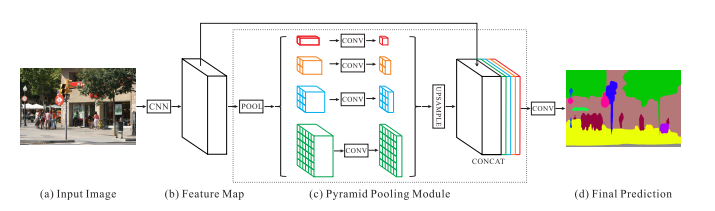 CNN
POOL
CONV
CONV
CONV
CONV
UPSAMPLE
CONCAT
CONV
(a) Input Image
(b) Feature Map
(c) Pyramid Pooling Module
(d) Final Prediction